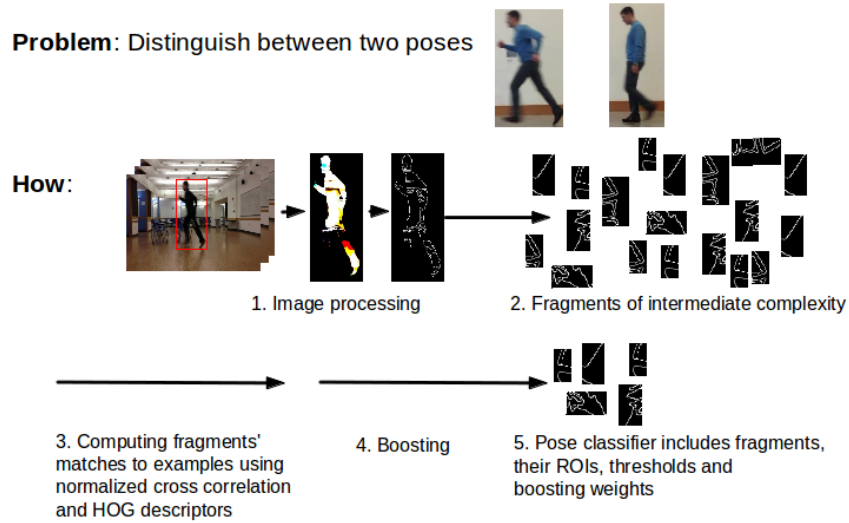 Problem: Distinguish between two poses
How:
1. Image processing
2. Fragments of intermediate complexity
3. Computing fragments'
matches to examples using
normalized cross correlation
and HOG descriptors
4. Boosting
5. Pose classifier includes fragments,
their ROIs, thresholds and
boosting weights